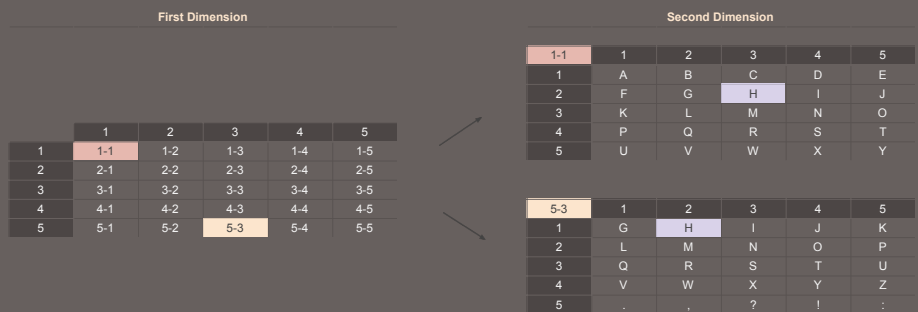 First Dimension
Second Dimension
1-1 1 2 3 4 5
1 A B C D E
2 F G H I J
3 K L M N O
4 P Q R S T
5 U V W X Y
1 2 3 4 5
1 1-1 1-2 1-3 1-4 1-5
2 2-1 2-2 2-3 2-4 2-5
3 3-1 3-2 3-3 3-4 3-5
4 4-1 4-2 4-3 4-4 4-5
5 5-1 5-2 5-3 5-4 5-5
5-3 1 2 3 4 5
1 G H I J K
2 L M N O P
3 Q R S T U
4 V W X Y Z
5 . , ? ! :